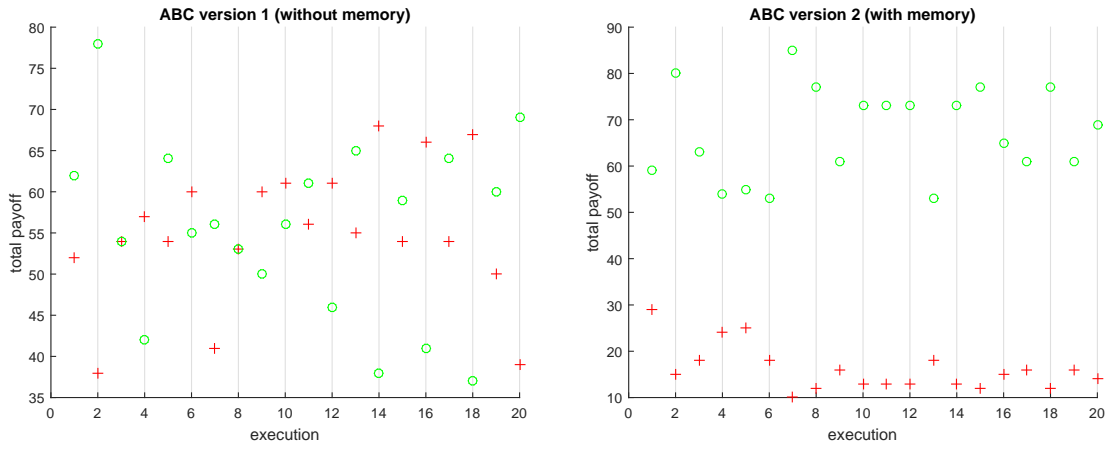 ABC version 1 (without memory)
total payoff
80
75
70
65
60
55
50
45
40
35
0 2 4 6 8 10 12 14 16 18 20
execution
ABC version 2 (with memory)
total payoff
90
80
70
60
50
40
30
20
10
0 2 4 6 8 10 12 14 16 18 20
execution